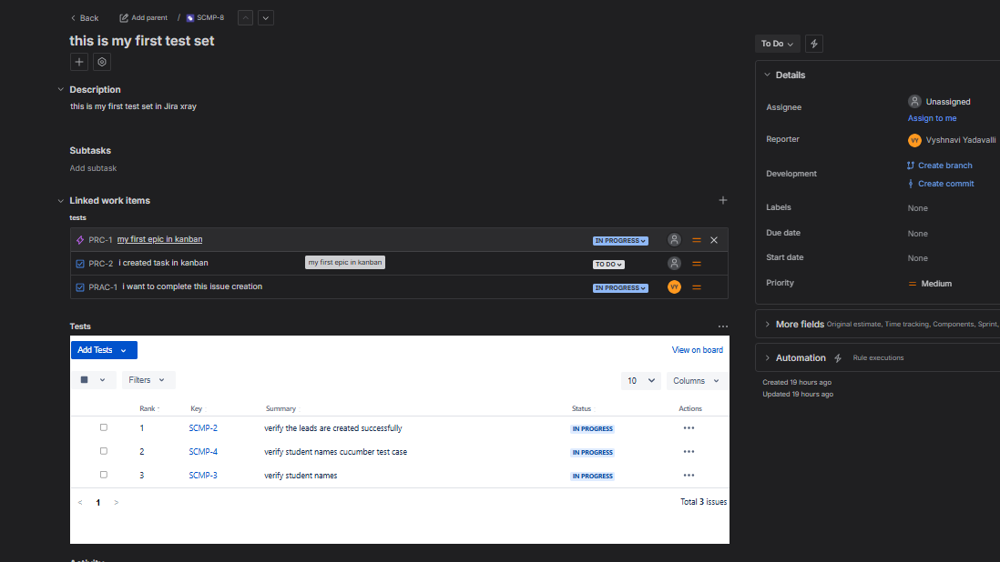 Back
Add parent / SCMP-8
this is my first test set
Description
this is my first test set in Jira xray
Subtasks
Add subtask
Linked work items
tests
PRC-1 my first epic in kanban IN PROGRESS
PRC-2 i created task in kanban my first epic in kanban TO DO
PRAC-1 i want to complete this issue creation IN PROGRESS VY
Tests
Add Tests View on board
Filters 10 Columns
Rank Key Summary Status Actions
1 SCMP-2 verify the leads are created successfully IN PROGRESS
2 SCMP-4 verify student names cucumber test case IN PROGRESS
3 SCMP-3 verify student names IN PROGRESS
< 1 > Total 3 issues
To Do
Details
Assignee Unassigned
Assign to me
Reporter VY Vyshnavi Yadavalli
Development Create branch
Create commit
Labels None
Due date None
Start date None
Priority Medium
More fields Original estimate, Time tracking, Components, Sprint,
Automation Rule executions
Created 19 hours ago
Updated 19 hours ago